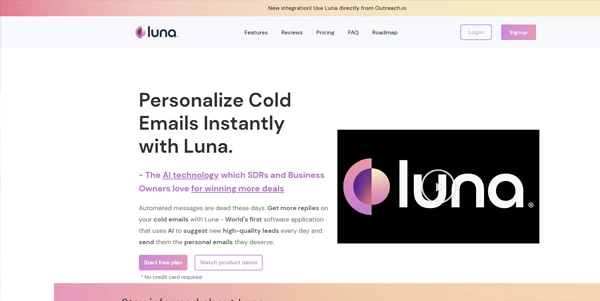 New integration! Use Luna directly from Outreach.io
luna.
Features
Reviews
Pricing
FAQ
Roadmap
Login
Signup
Personalize Cold
Emails Instantly
with Luna.
- The AI technology which SDRs and Business
Owners love for winning more deals
Automated messages are dead these days. Get more replies on
your cold emails with Luna - World's first software application
that uses AI to suggest new high-quality leads every day and
send them the personal emails they deserve.
Start free plan
Watch product demo
* No credit card required
luna®